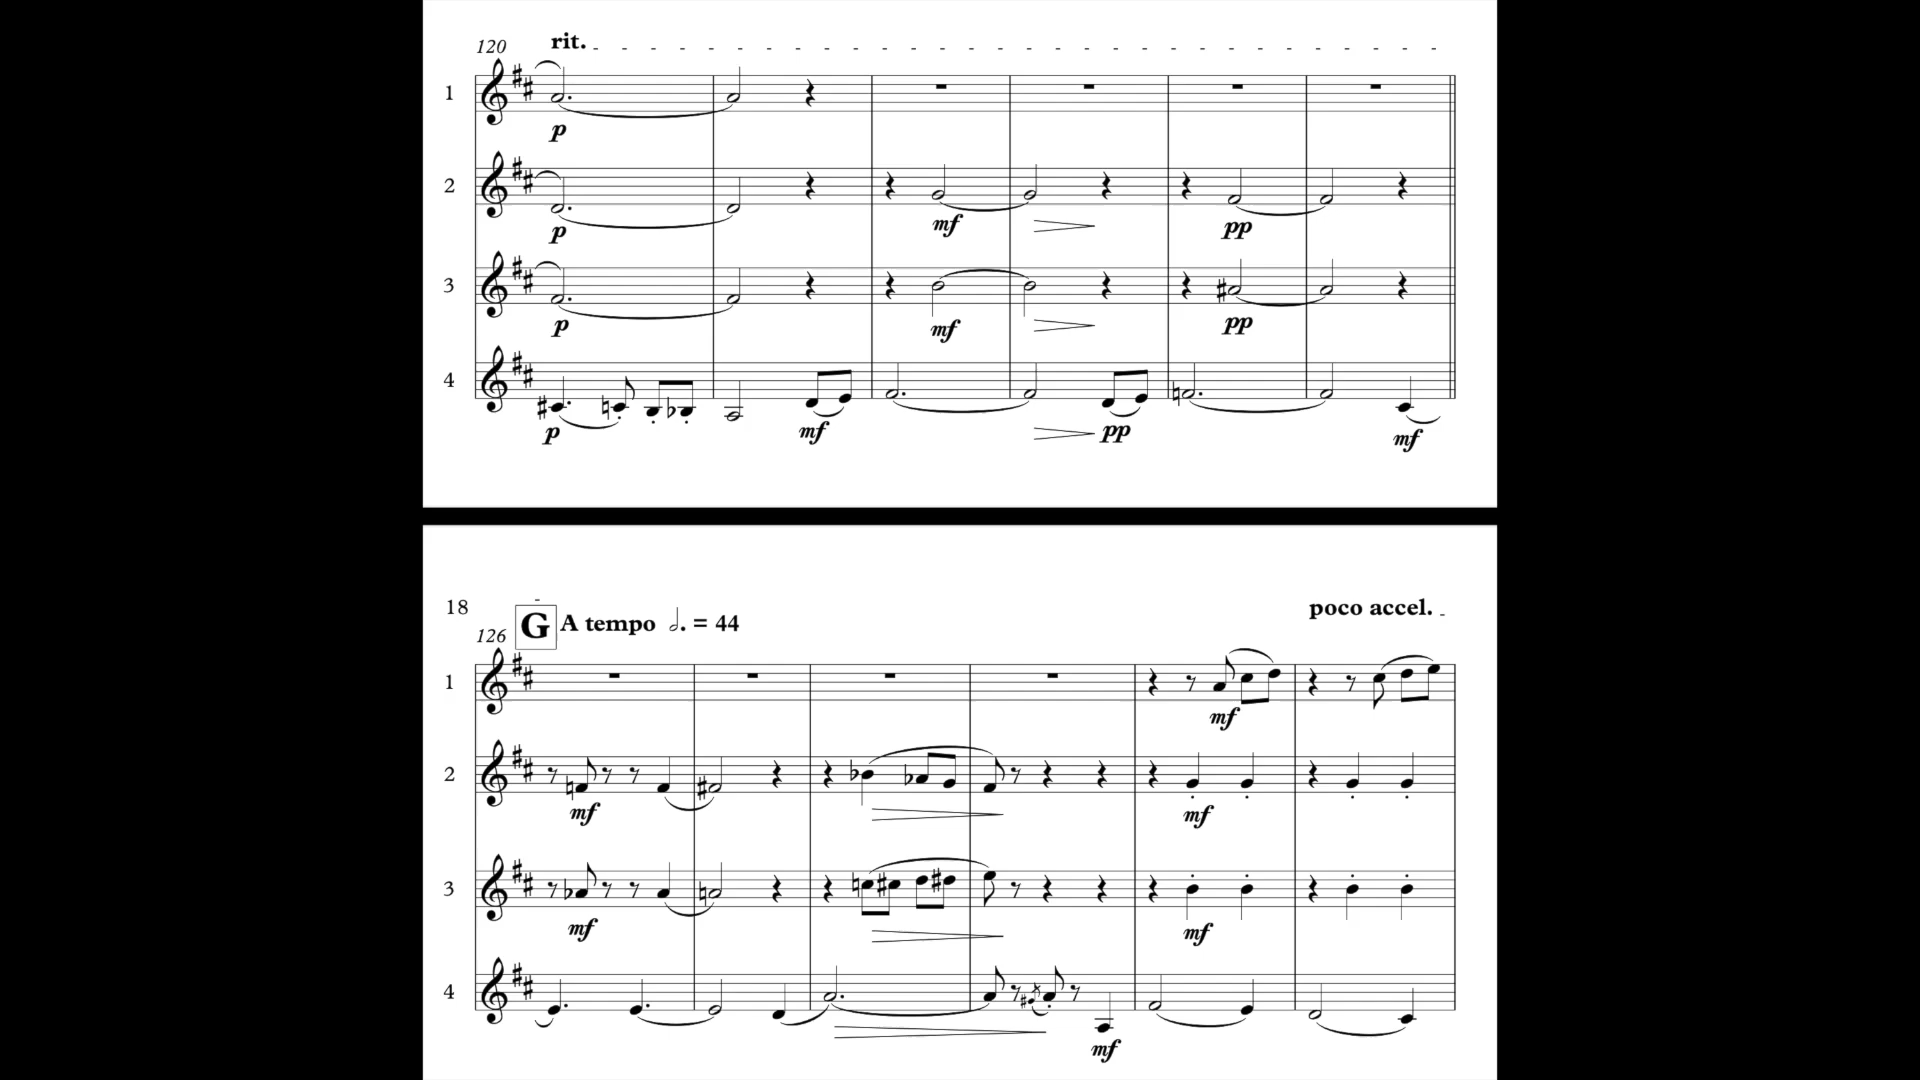 120 rit.
1
p
2
p mf pp
3
p mf pp
4
p mf pp mf
18 G A tempo 𝅗𝅥. = 44 poco accel.
126
1
mf
2
mf mf
3
mf mf
4
mf